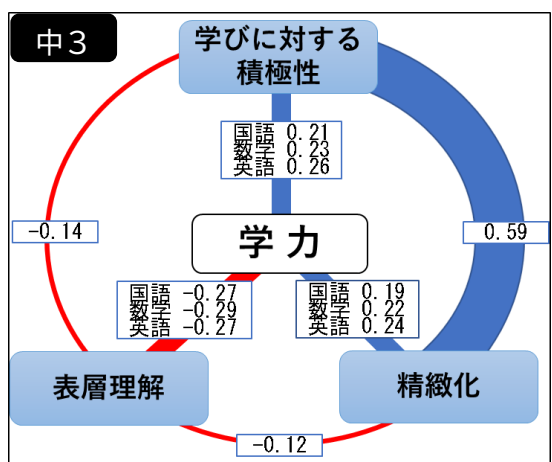 中３
学びに対する
積極性
国語 0.21
数学 0.23
英語 0.26
-0.14
学 力
0.59
国語 -0.27
数学 -0.29
英語 -0.27
国語 0.19
数学 0.22
英語 0.24
表層理解
精緻化
-0.12